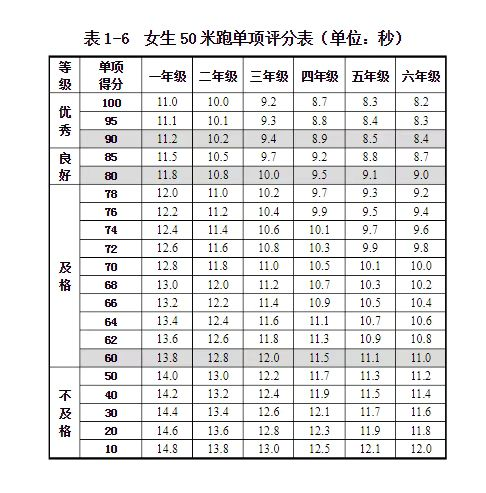 表1-6 女生50米跑单项评分表（单位：秒）
等级 单项得分 一年级 二年级 三年级 四年级 五年级 六年级
优秀 100 11.0 10.0 9.2 8.7 8.3 8.2
95 11.1 10.1 9.3 8.8 8.4 8.3
90 11.2 10.2 9.4 8.9 8.5 8.4
良好 85 11.5 10.5 9.7 9.2 8.8 8.7
80 11.8 10.8 10.0 9.5 9.1 9.0
及格 78 12.0 11.0 10.2 9.7 9.3 9.2
76 12.2 11.2 10.4 9.9 9.5 9.4
74 12.4 11.4 10.6 10.1 9.7 9.6
72 12.6 11.6 10.8 10.3 9.9 9.8
70 12.8 11.8 11.0 10.5 10.1 10.0
68 13.0 12.0 11.2 10.7 10.3 10.2
66 13.2 12.2 11.4 10.9 10.5 10.4
64 13.4 12.4 11.6 11.1 10.7 10.6
62 13.6 12.6 11.8 11.3 10.9 10.8
60 13.8 12.8 12.0 11.5 11.1 11.0
不及格 50 14.0 13.0 12.2 11.7 11.3 11.2
40 14.2 13.2 12.4 11.9 11.5 11.4
30 14.4 13.4 12.6 12.1 11.7 11.6
20 14.6 13.6 12.8 12.3 11.9 11.8
10 14.8 13.8 13.0 12.5 12.1 12.0